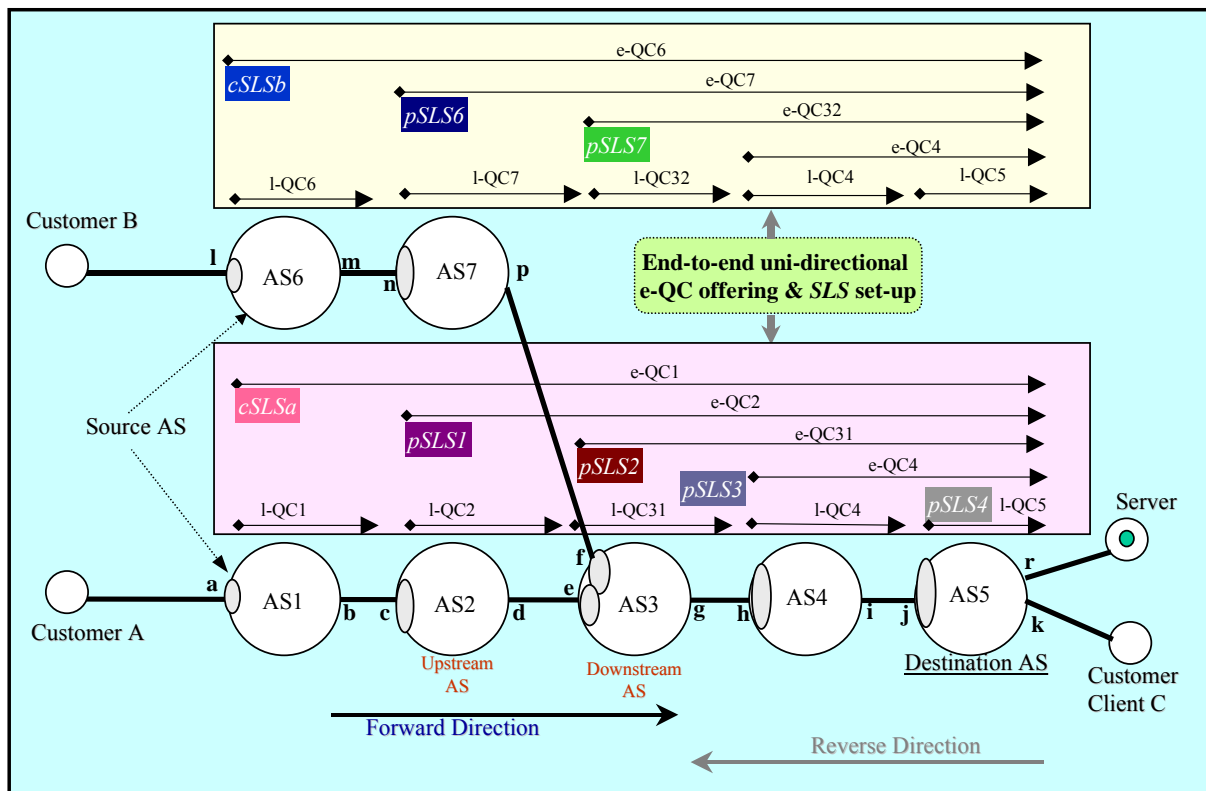 e-QC6
cSLSb
e-QC7
pSLS6
e-QC32
pSLS7
e-QC4
l-QC6
l-QC7
l-QC32
l-QC4
l-QC5
Customer B
l
AS6
m
n
AS7
p
End-to-end uni-directional
e-QC offering & SLS set-up
Source AS
e-QC1
cSLSa
e-QC2
pSLS1
e-QC31
pSLS2
pSLS3
e-QC4
pSLS4
l-QC1
l-QC2
l-QC31
l-QC4
l-QC5
Server
Customer A
a
AS1
b
c
AS2
d
e
f
AS3
g
h
AS4
i
j
AS5
r
k
Upstream
AS
Downstream
AS
Destination AS
Customer
Client C
Forward Direction
Reverse Direction